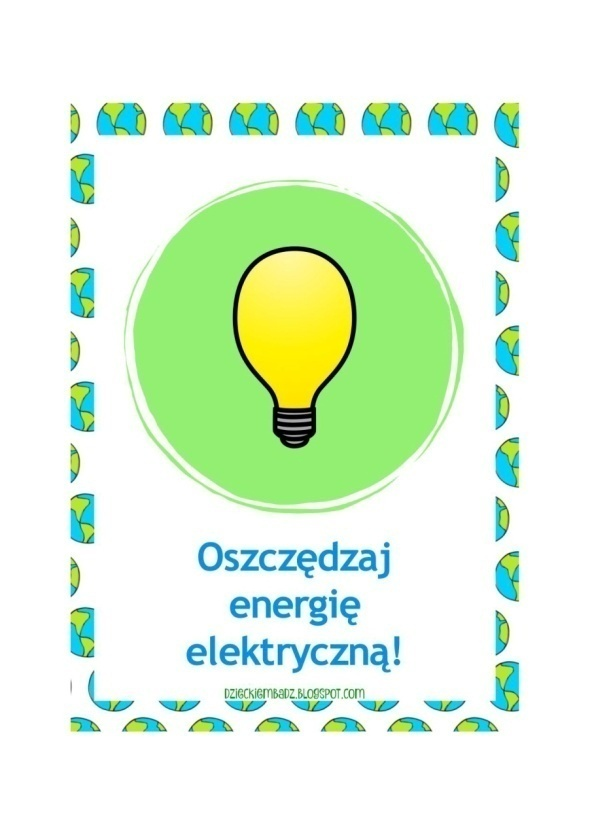 Oszczędzaj
energię
elektryczną!
DZIECKIEMBADZ.BLOGSPOT.COM